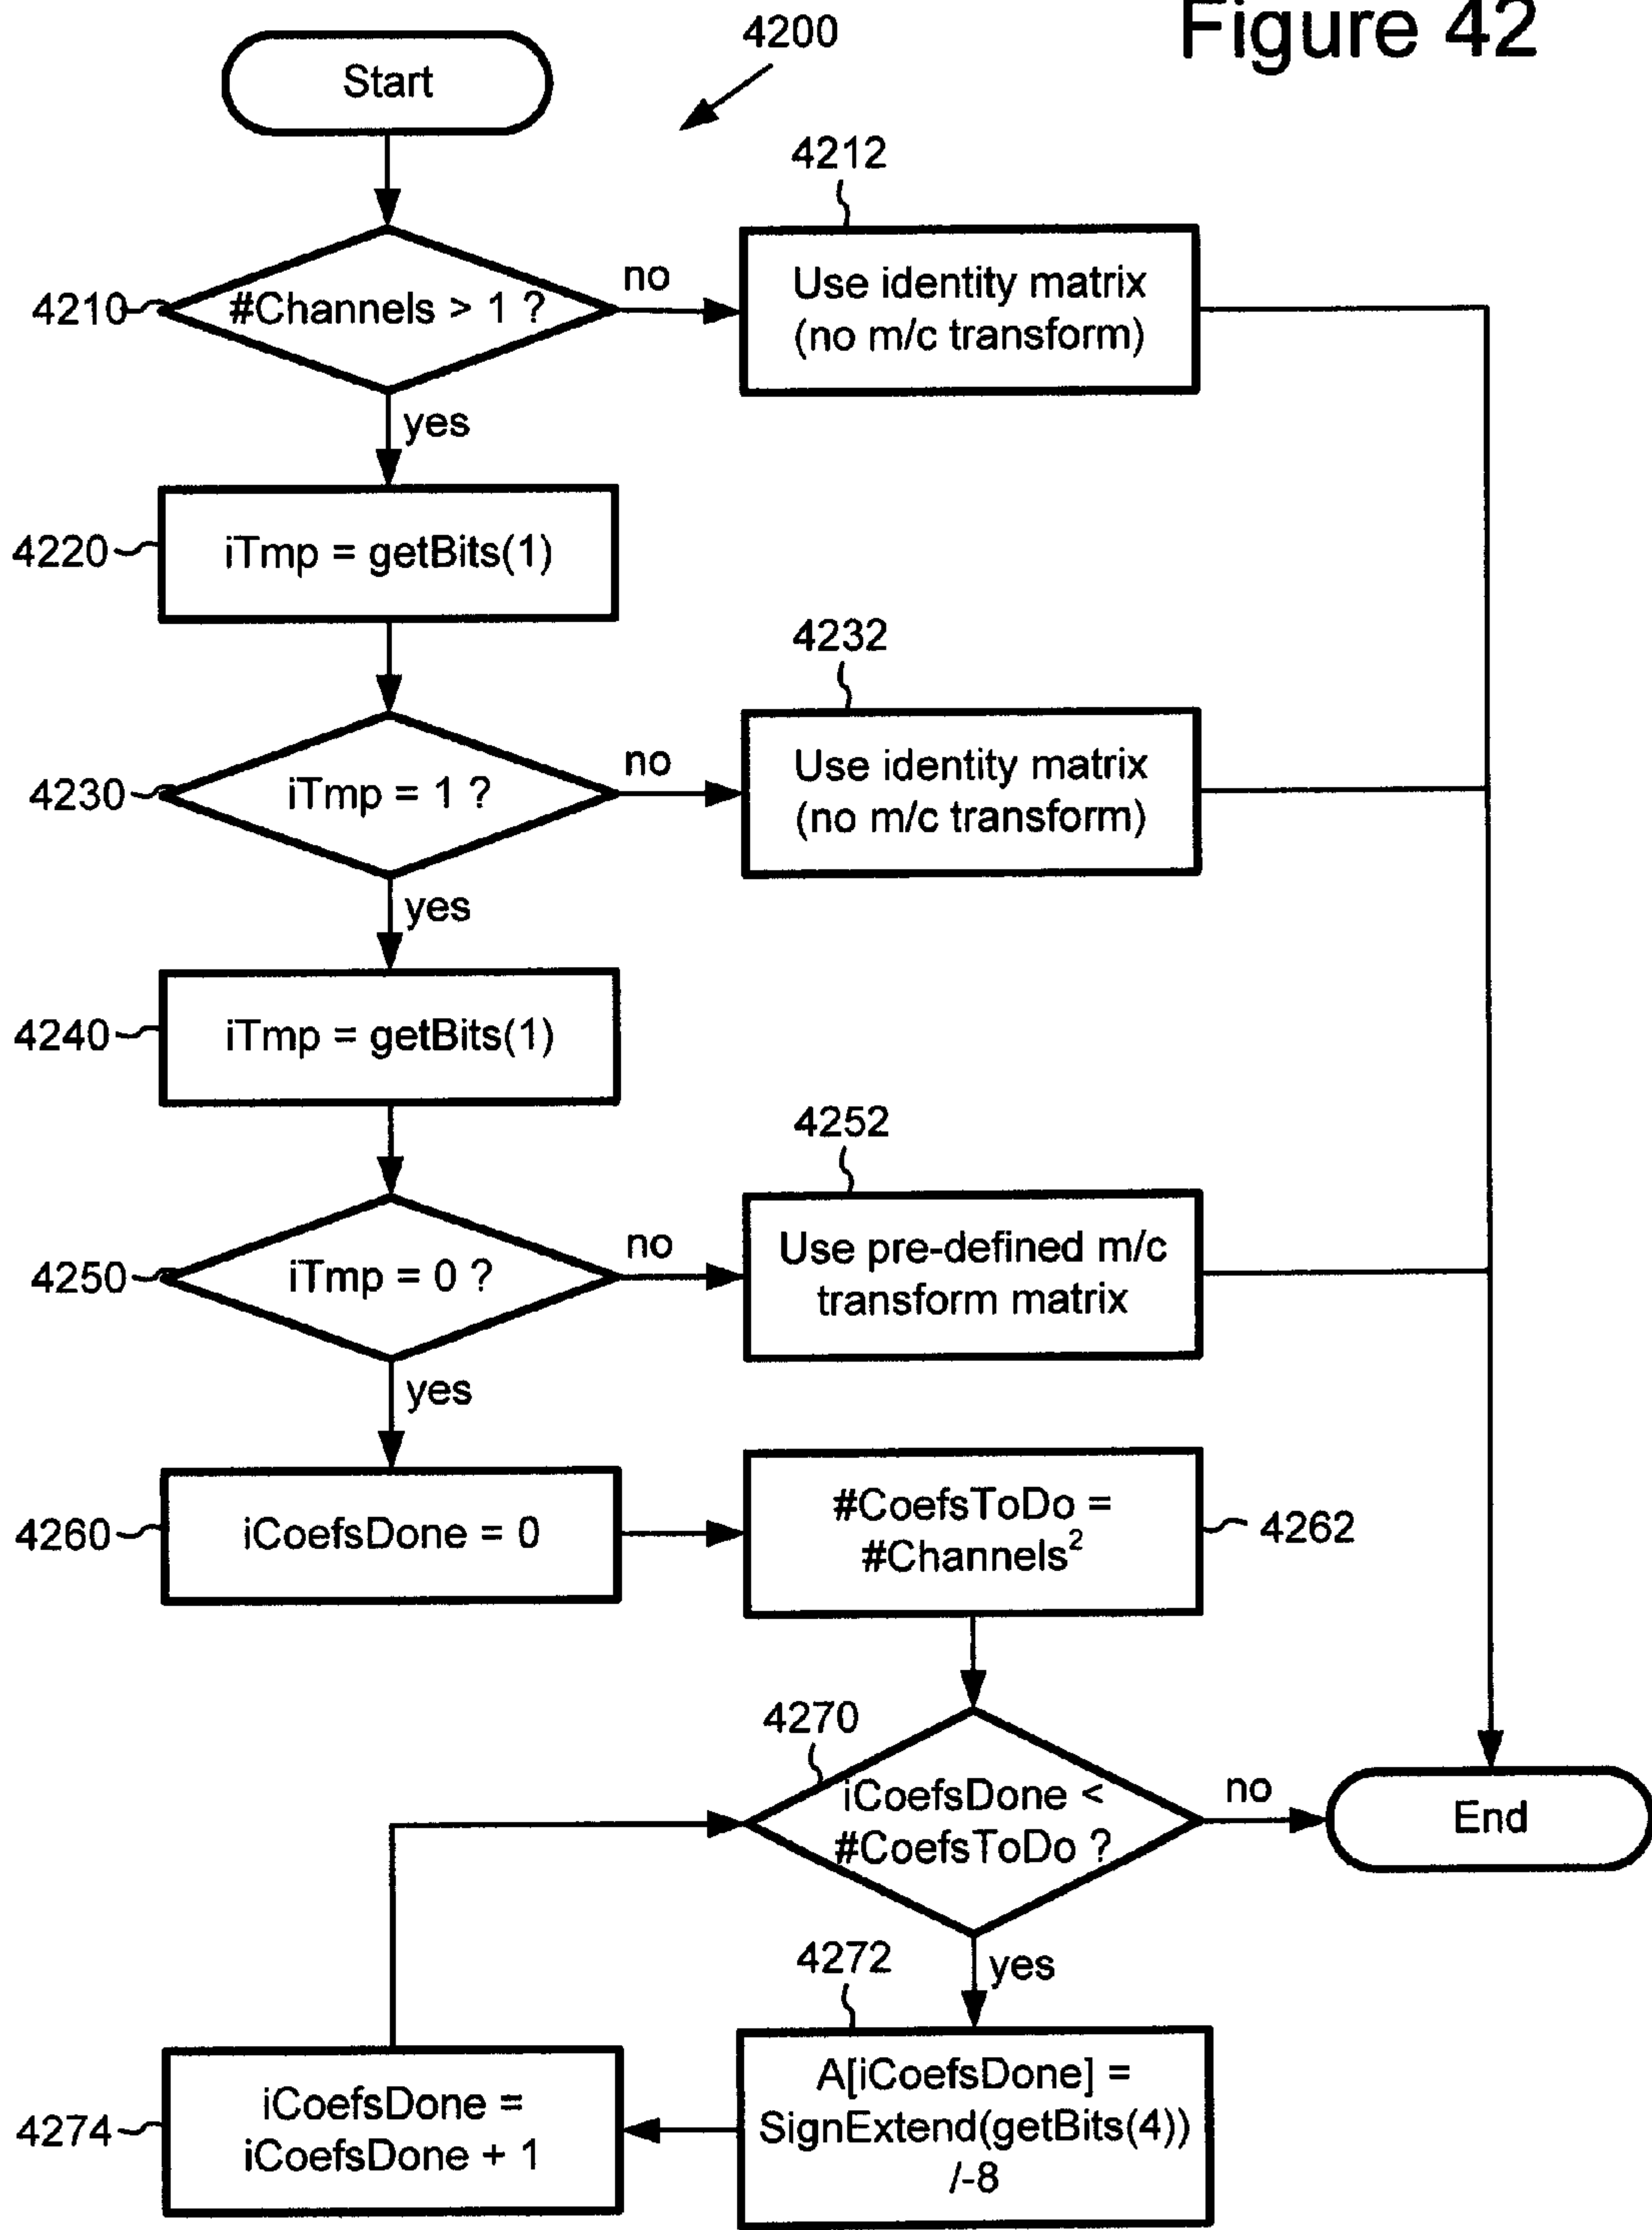 Figure 42
4200
Start
4212
4210
#Channels > 1 ?
no
Use identity matrix
(no m/c transform)
yes
4220
iTmp = getBits(1)
4232
4230
iTmp = 1 ?
no
Use identity matrix
(no m/c transform)
yes
4240
iTmp = getBits(1)
4252
4250
iTmp = 0 ?
no
Use pre-defined m/c
transform matrix
yes
4260
iCoefsDone = 0
#CoefsToDo =
#Channels²
4262
4270
iCoefsDone <
#CoefsToDo ?
no
End
yes
4272
A[iCoefsDone] =
SignExtend(getBits(4))
/-8
4274
iCoefsDone =
iCoefsDone + 1